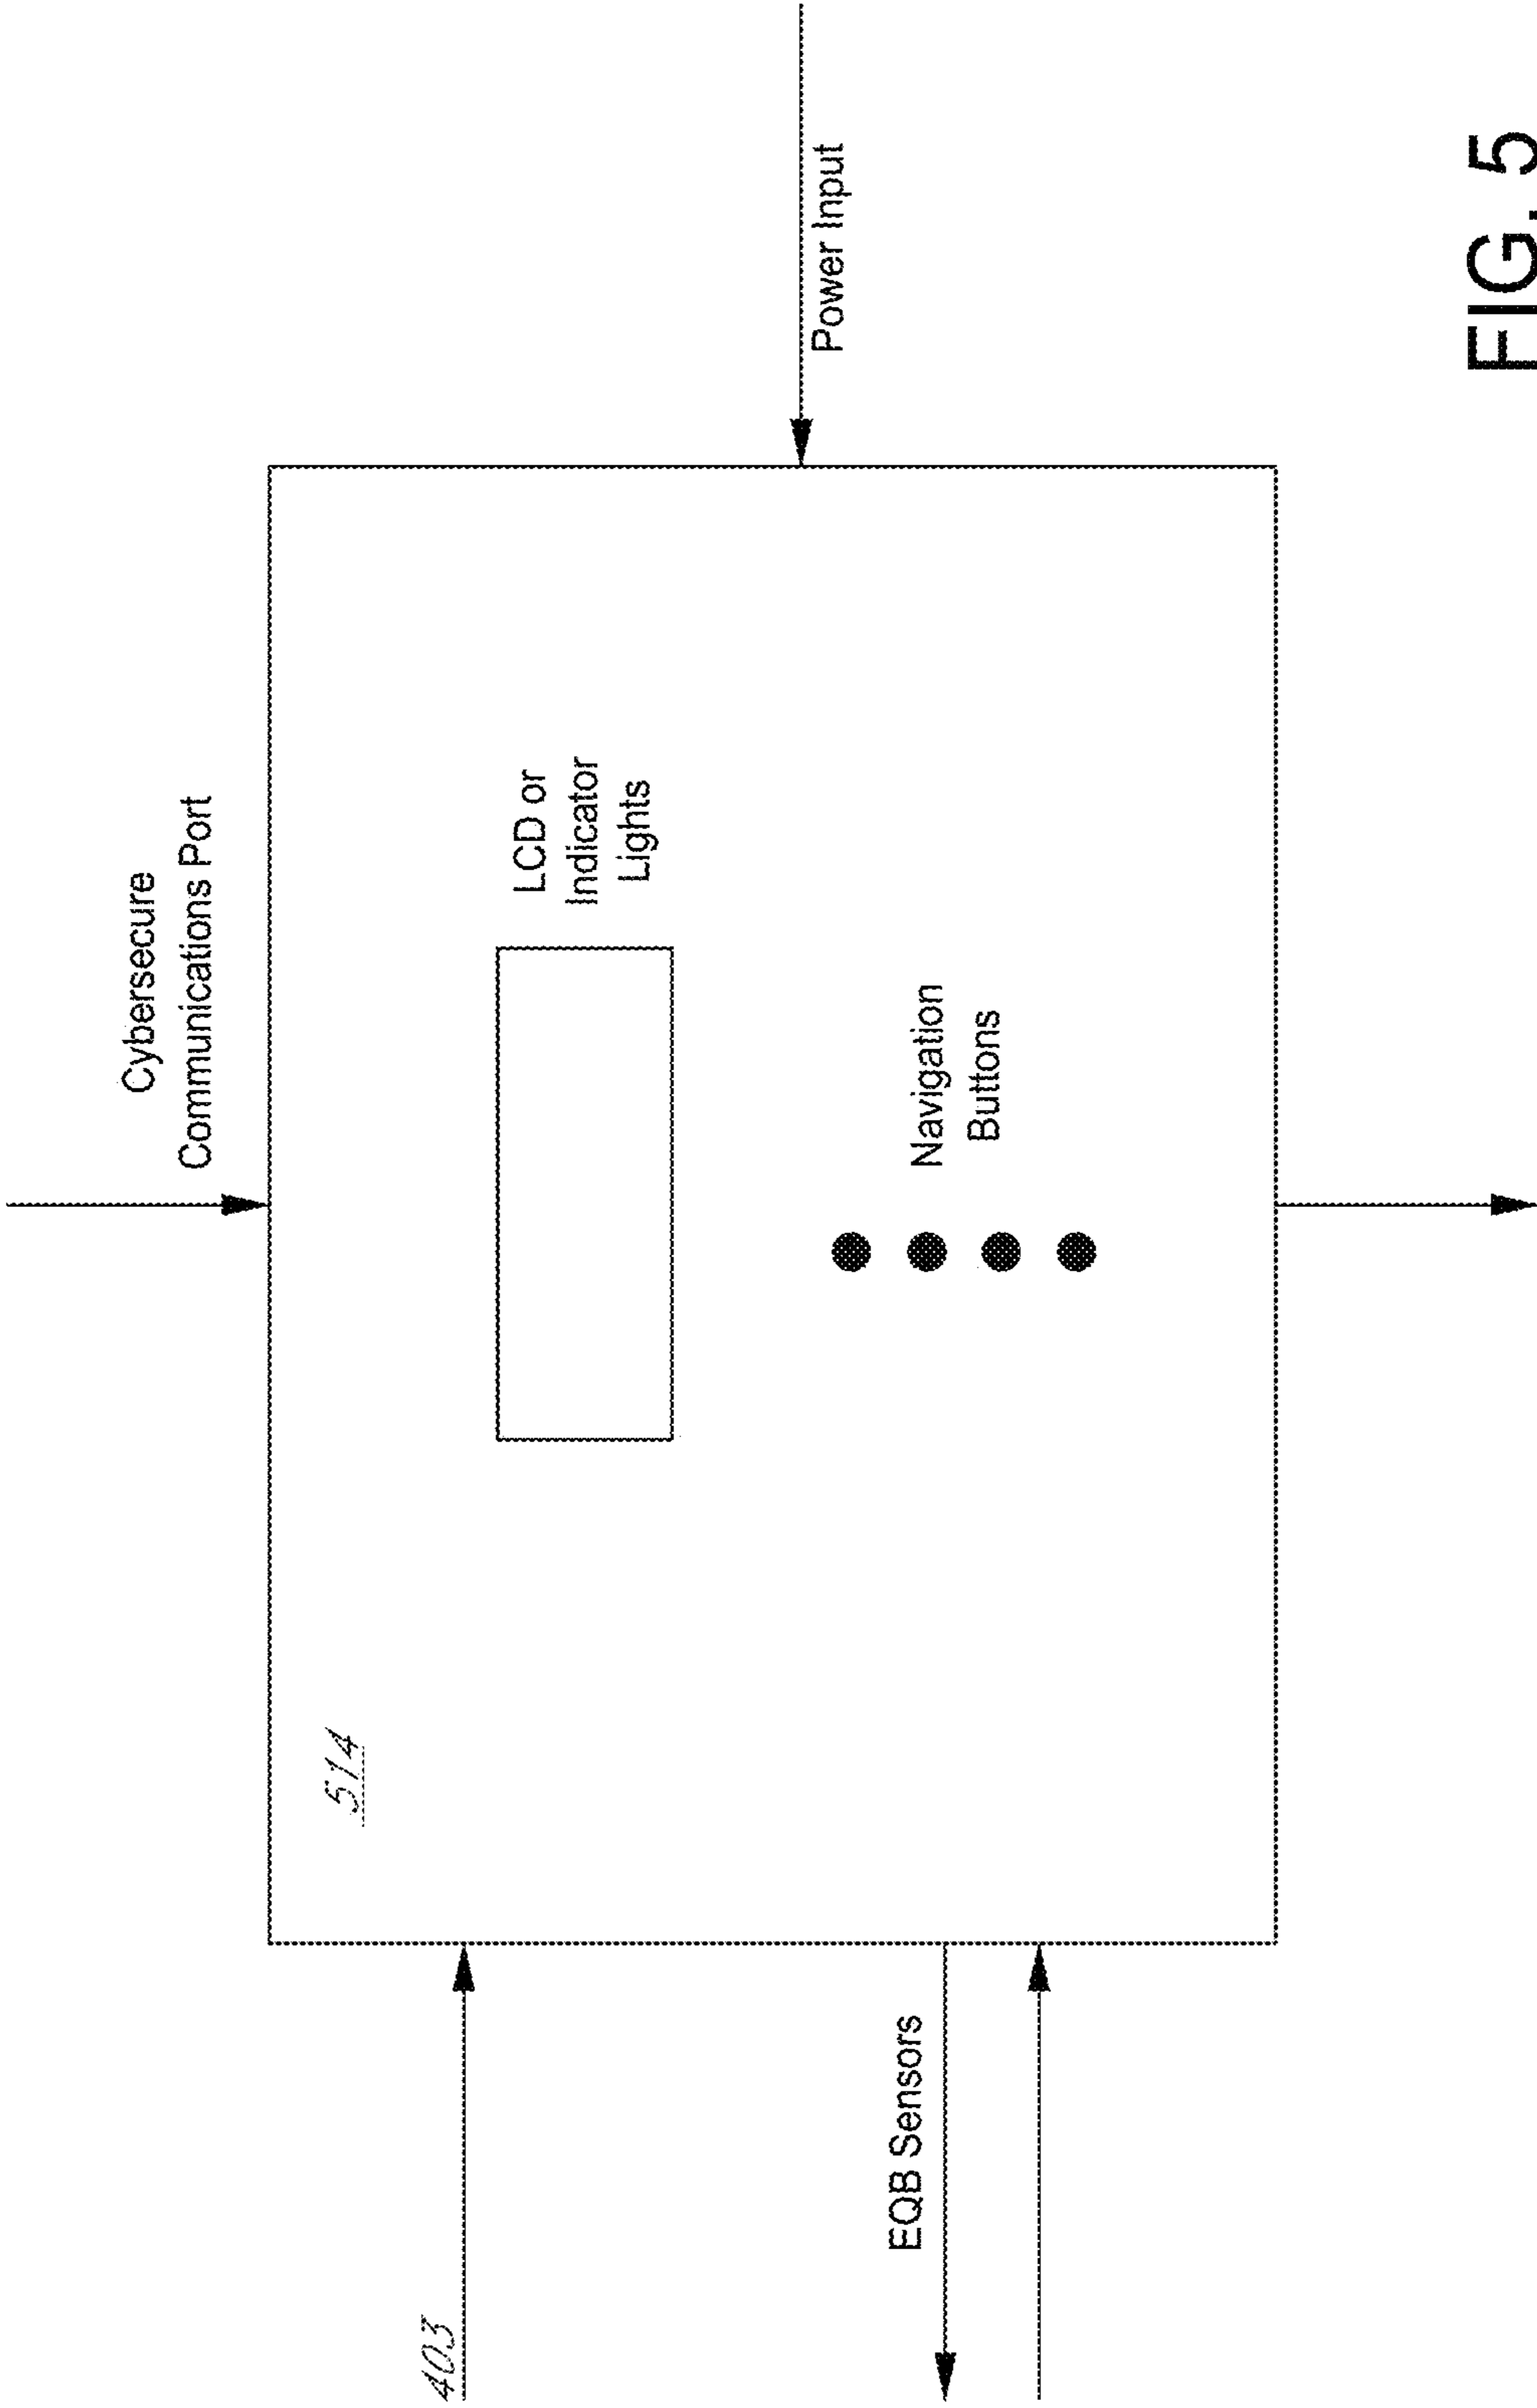 Cybersecure
Communications Port
514
403
LCD or
Indicator
Lights
Power Input
Navigation
Buttons
EQB Sensors
FIG. 5